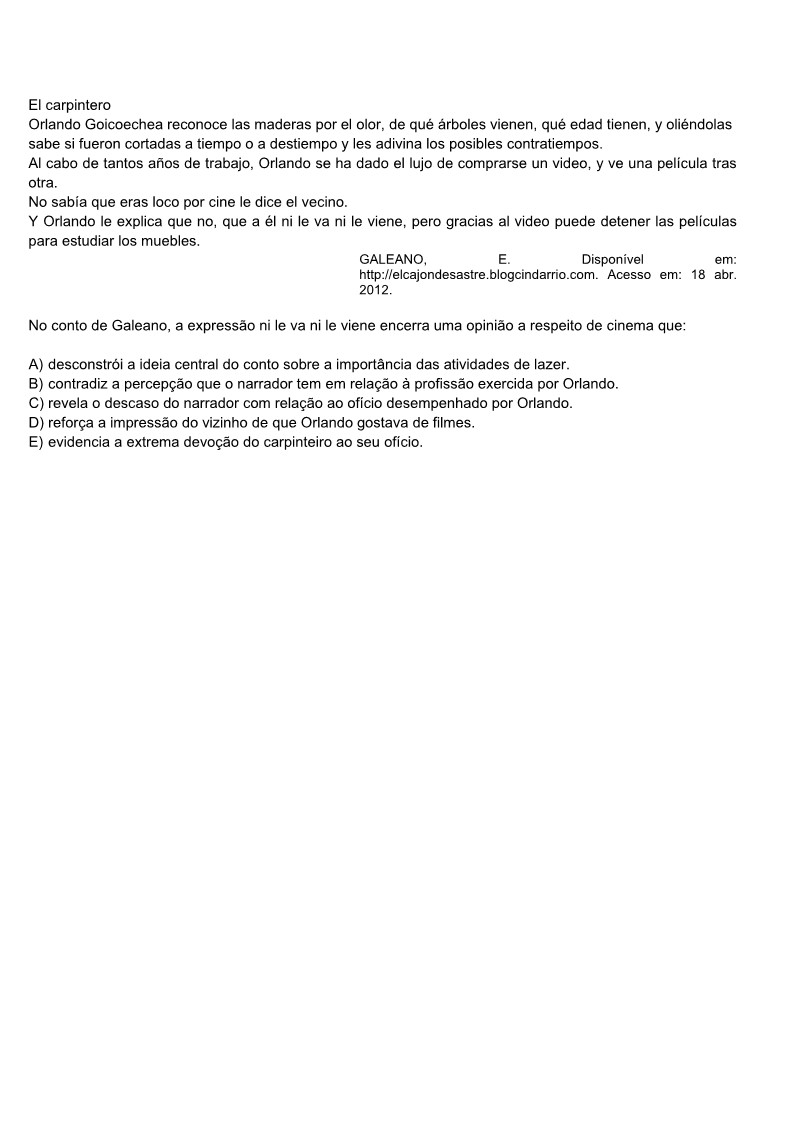 El carpintero
Orlando Goicoechea reconoce las maderas por el olor, de qué árboles vienen, qué edad tienen, y oliéndolas
sabe si fueron cortadas a tiempo o a destiempo y les adivina los posibles contratiempos.
Al cabo de tantos años de trabajo, Orlando se ha dado el lujo de comprarse un video, y ve una película tras
otra.
No sabía que eras loco por cine le dice el vecino.
Y Orlando le explica que no, que a él ni le va ni le viene, pero gracias al video puede detener las películas
para estudiar los muebles.
GALEANO, E. Disponível em:
http://elcajondesastre.blogcindarrio.com. Acesso em: 18 abr.
2012.
No conto de Galeano, a expressão ni le va ni le viene encerra uma opinião a respeito de cinema que:
A) desconstrói a ideia central do conto sobre a importância das atividades de lazer.
B) contradiz a percepção que o narrador tem em relação à profissão exercida por Orlando.
C) revela o descaso do narrador com relação ao ofício desempenhado por Orlando.
D) reforça a impressão do vizinho de que Orlando gostava de filmes.
E) evidencia a extrema devoção do carpinteiro ao seu ofício.